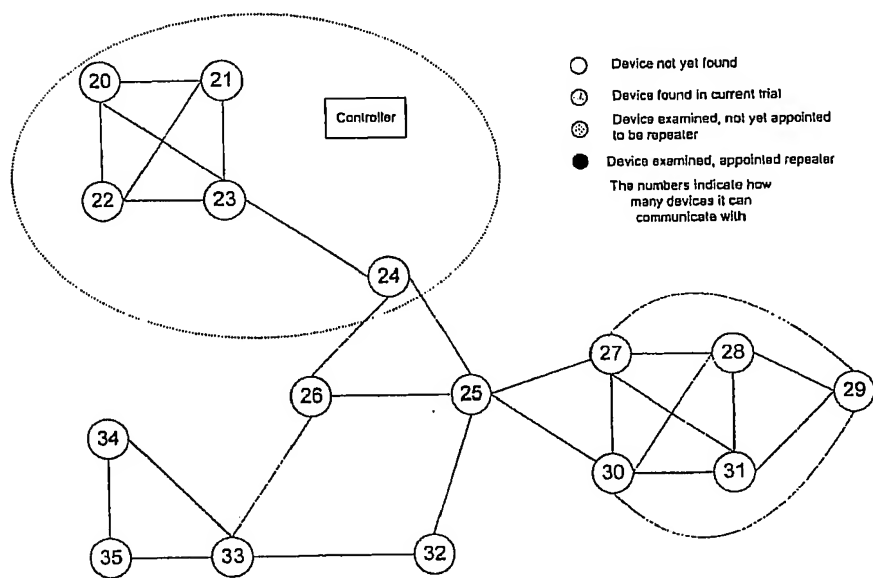 20
21
Controller
22
23
24
Device not yet found
Device found in current trial
Device examined, not yet appointed
to be repeater
Device examined, appointed repeater
The numbers indicate how
many devices it can
communicate with
27
28
29
26
25
30
31
34
35
33
32